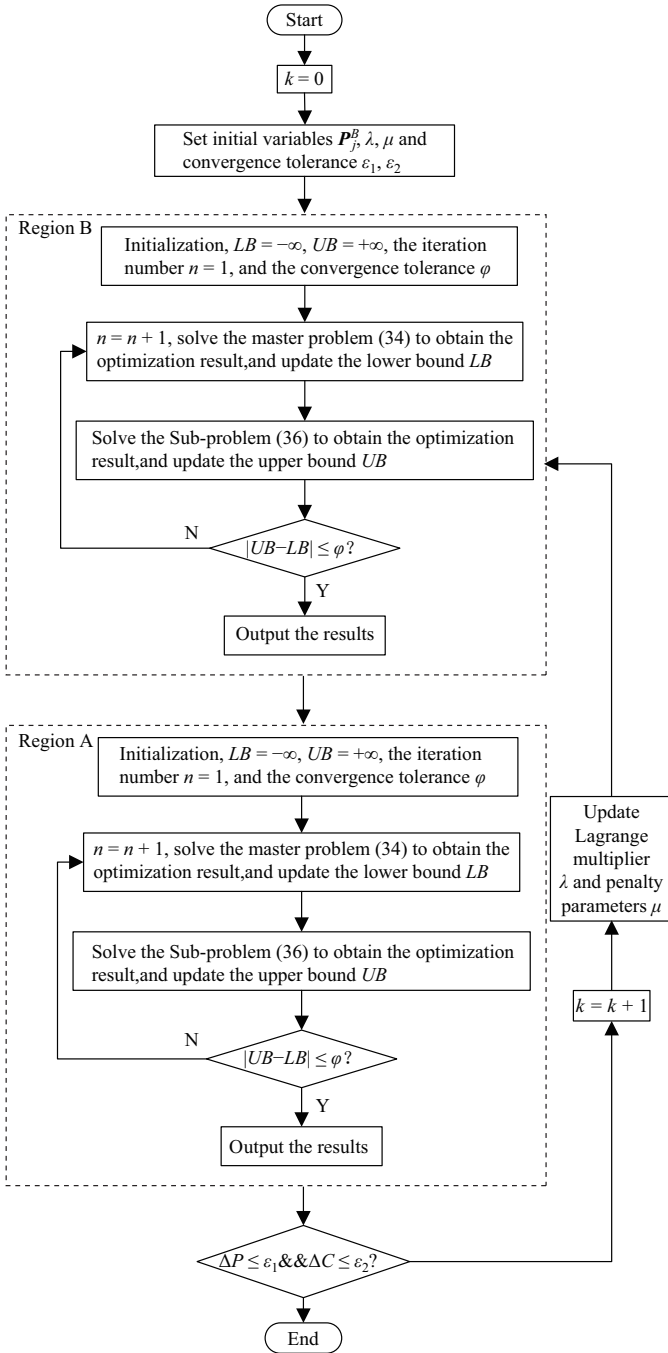 Start
k = 0
Set initial variables P_j^B, λ, μ and
convergence tolerance ε₁, ε₂
Region B
Initialization, LB = −∞, UB = +∞, the iteration
number n = 1, and the convergence tolerance φ
n = n + 1, solve the master problem (34) to obtain the
optimization result,and update the lower bound LB
Solve the Sub-problem (36) to obtain the optimization
result,and update the upper bound UB
N
|UB−LB| ≤ φ?
Y
Output the results
Region A
Initialization, LB = −∞, UB = +∞, the iteration
number n = 1, and the convergence tolerance φ
n = n + 1, solve the master problem (34) to obtain the
optimization result,and update the lower bound LB
Solve the Sub-problem (36) to obtain the optimization
result,and update the upper bound UB
N
|UB−LB| ≤ φ?
Y
Output the results
Update
Lagrange
multiplier
λ and penalty
parameters μ
k = k + 1
ΔP ≤ ε₁&&ΔC ≤ ε₂?
End